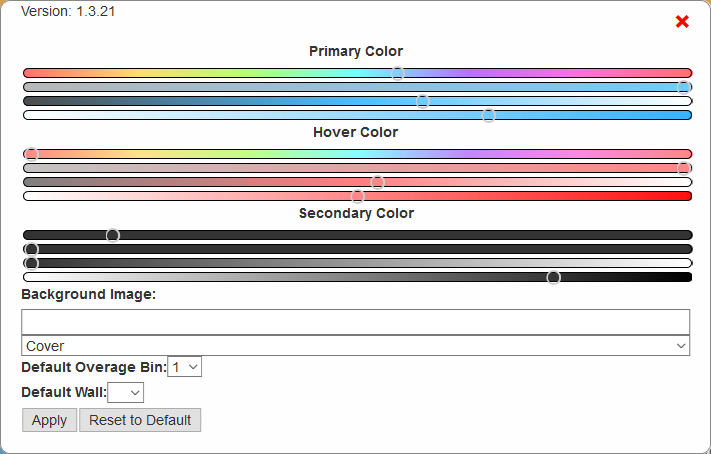 Version: 1.3.21
Primary Color
Hover Color
Secondary Color
Background Image:
Cover
Default Overage Bin: 1
Default Wall:
Apply Reset to Default